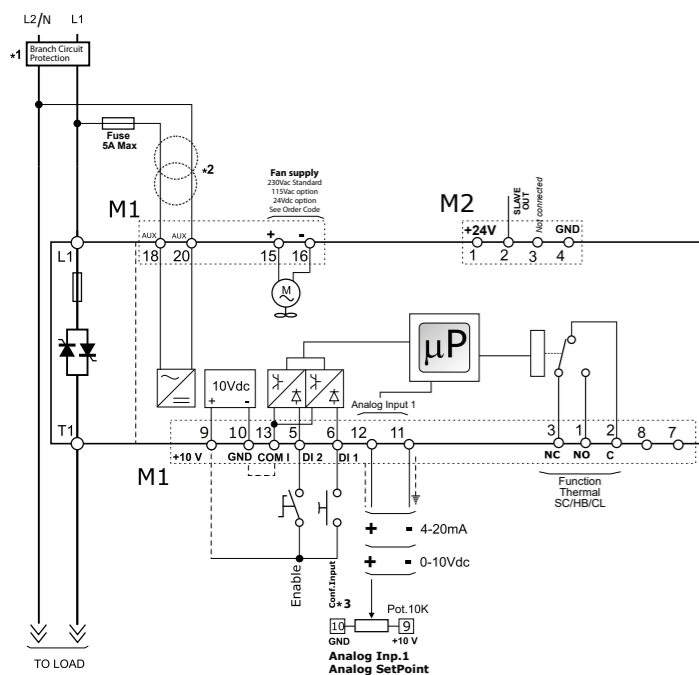 L2/N L1
*1
Branch Circuit
Protection
Fuse
5A Max
*2
Fan supply
230Vac Standard
115Vac option
24Vdc option
See Order Code
M1
M2
SLAVE
OUT
Not connected
AUX AUX + -
+24V GND
18 20 15 16
1 2 3 4
L1
M
μP
10Vdc
+ -
Analog Input 1
T1
9 10 13 5 6 12 11 3 1 2 8 7
+10 V GND COM I DI 2 DI 1 NC NO C
M1
Function
Thermal
SC/HB/CL
+ - 4-20mA
+ - 0-10Vdc
Enable
Conf.Input
*3
Pot.10K
10 9
GND +10 V
Analog Inp.1
Analog SetPoint
TO LOAD